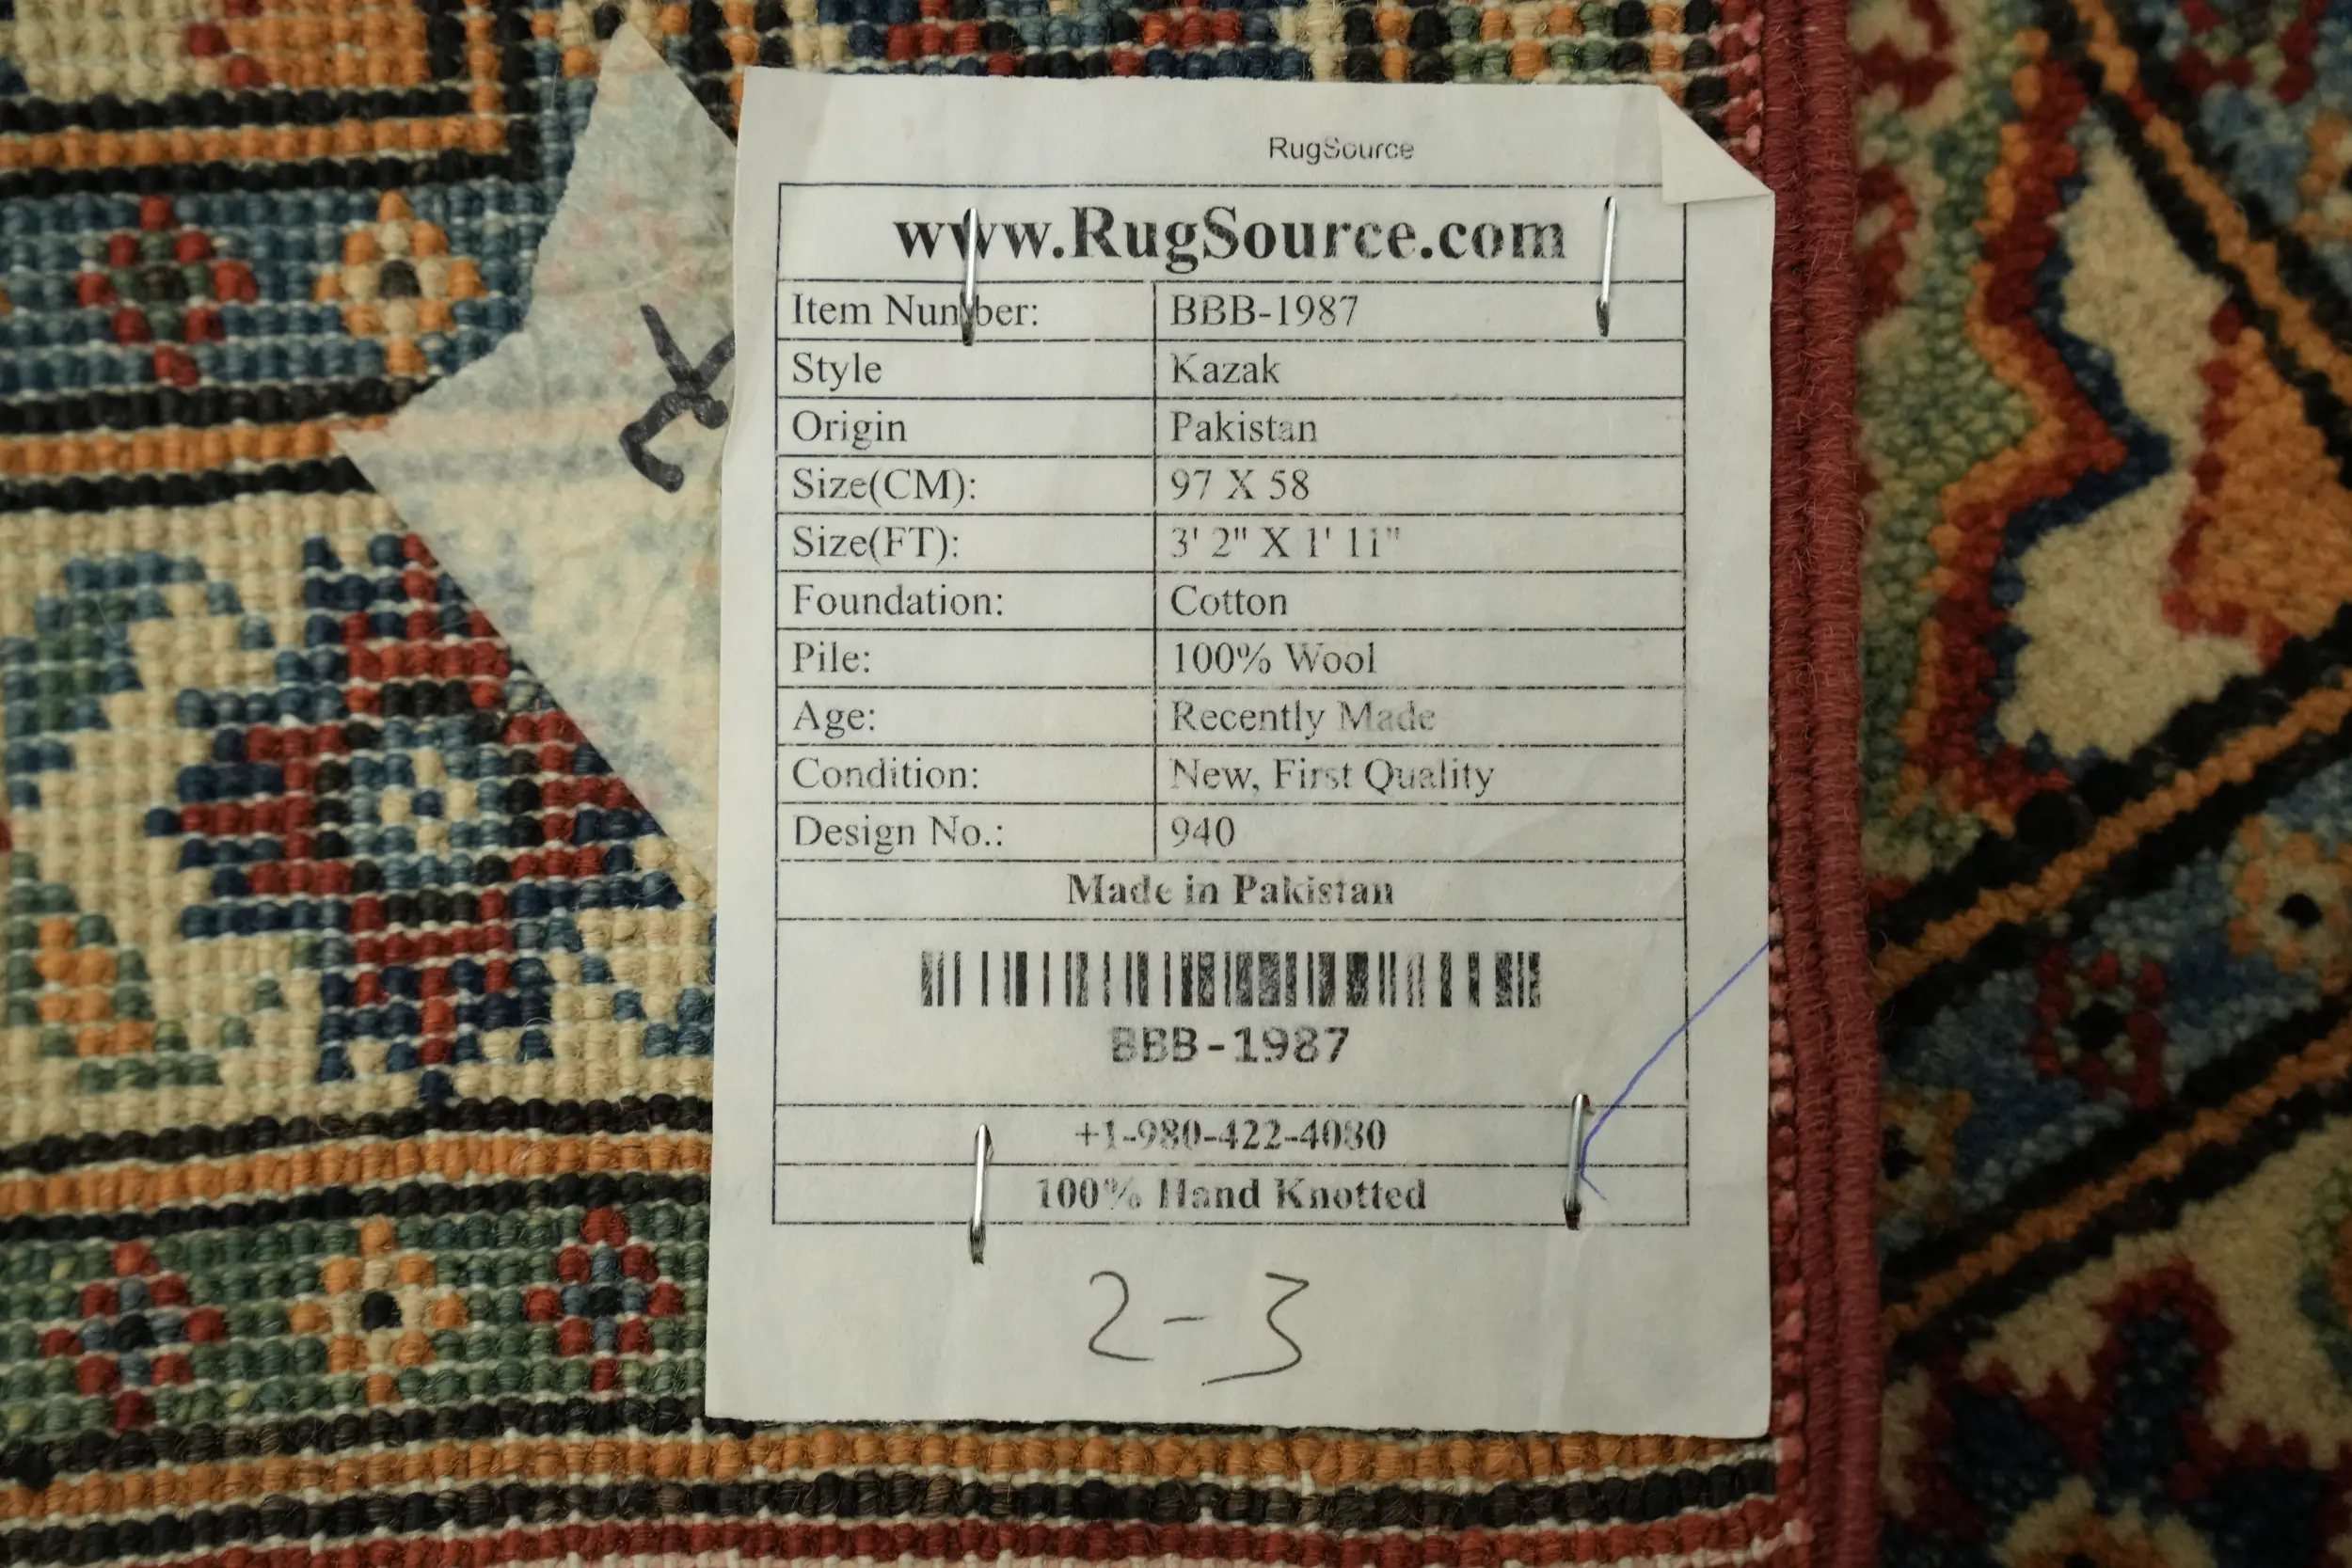 RugSource
www.RugSource.com
Item Number: BBB-1987
Style Kazak
Origin Pakistan
Size(CM): 97 X 58
Size(FT): 3' 2" X 1' 11"
Foundation: Cotton
Pile: 100% Wool
Age: Recently Made
Condition: New, First Quality
Design No.: 940
Made in Pakistan
BBB-1987
+1-980-422-4080
100% Hand Knotted
2-3